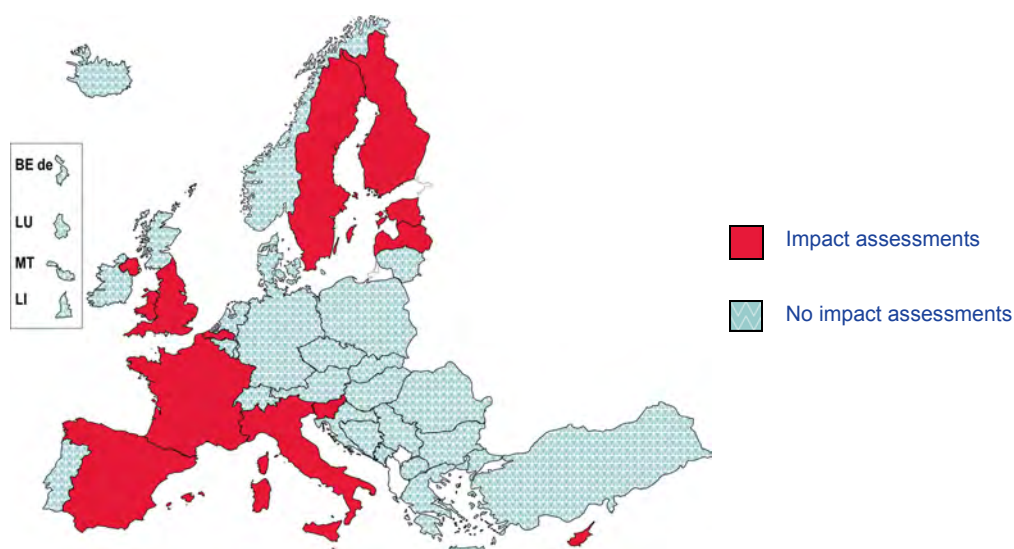 BE de
LU
MT
LI
Impact assessments
No impact assessments